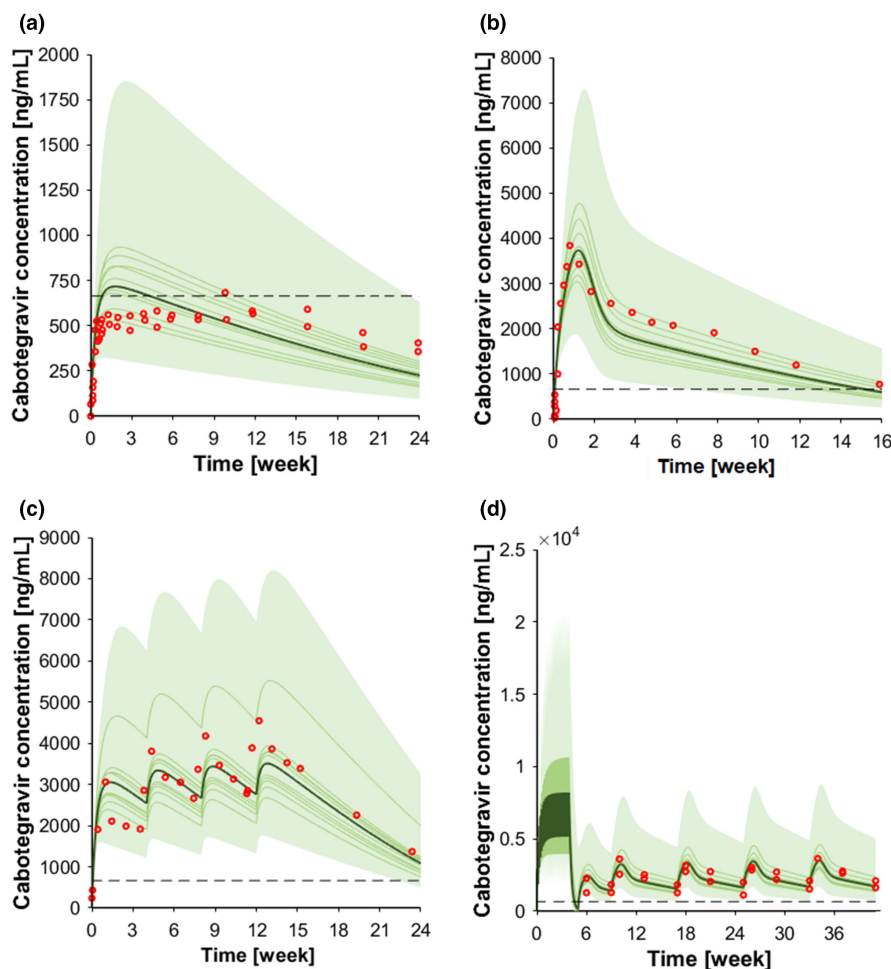 (a)
Cabotegravir concentration [ng/mL]
2000
1750
1500
1250
1000
750
500
250
0
0 3 6 9 12 15 18 21 24
Time [week]
(b)
Cabotegravir concentration [ng/mL]
8000
7000
6000
5000
4000
3000
2000
1000
0
0 2 4 6 8 10 12 14 16
Time [week]
(c)
Cabotegravir concentration [ng/mL]
9000
8000
7000
6000
5000
4000
3000
2000
1000
0
0 3 6 9 12 15 18 21 24
Time [week]
(d)
×10⁴
Cabotegravir concentration [ng/mL]
2.5
2
1.5
1
0.5
0
0 6 12 18 24 30 36
Time [week]